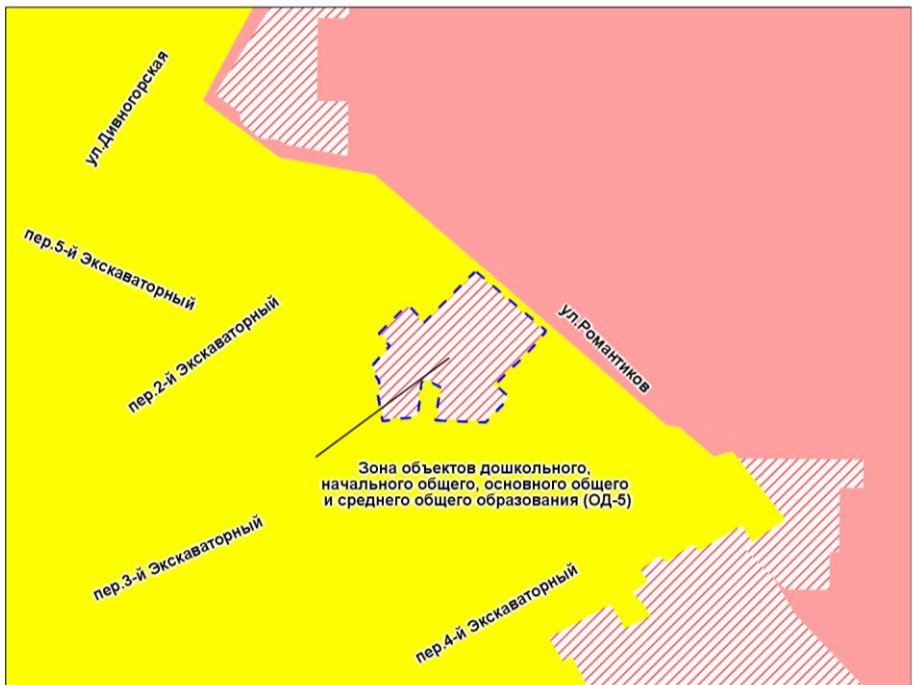 ул.Дивногорская
пер.5-й Экскаваторный
пер.2-й Экскаваторный
ул.Романтиков
Зона объектов дошкольного,
начального общего, основного общего
и среднего общего образования (ОД-5)
пер.3-й Экскаваторный
пер.4-й Экскаваторный